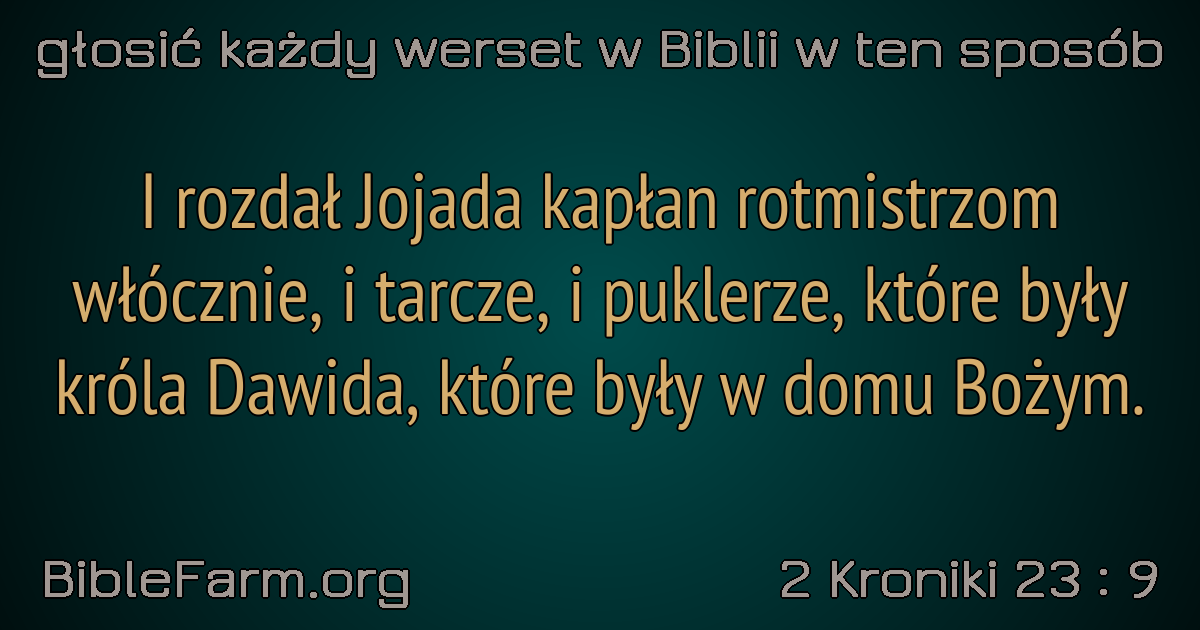 głosić każdy werset w Biblii w ten sposób
I rozdał Jojada kapłan rotmistrzom
włócznie, i tarcze, i puklerze, które były
króla Dawida, które były w domu Bożym.
BibleFarm.org
2 Kroniki 23 : 9